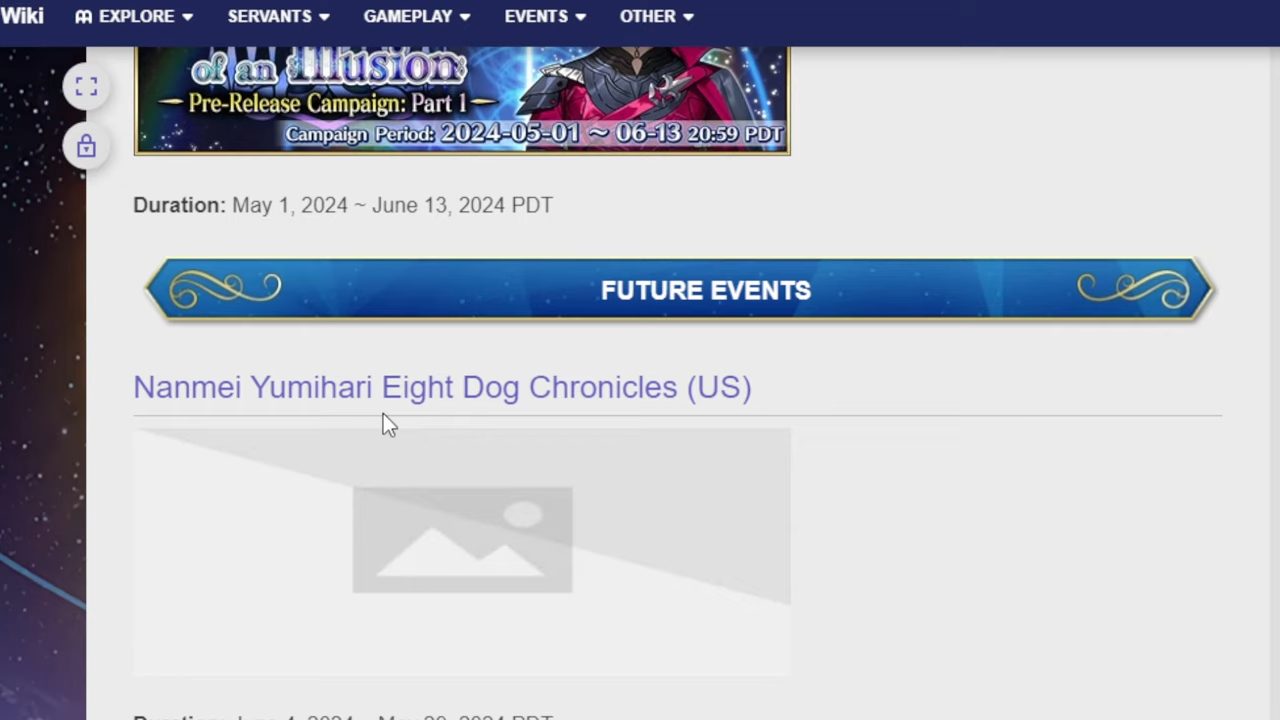 Wiki EXPLORE SERVANTS GAMEPLAY EVENTS OTHER
of an Illusion
Pre-Release Campaign: Part 1
Campaign Period: 2024-05-01 ~ 06-13 20:59 PDT
Duration: May 1, 2024 ~ June 13, 2024 PDT
FUTURE EVENTS
Nanmei Yumihari Eight Dog Chronicles (US)